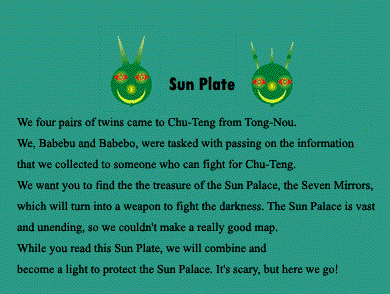 Sun Plate
We four pairs of twins came to Chu-Teng from Tong-Nou.
We, Babebu and Babebo, were tasked with passing on the information
that we collected to someone who can fight for Chu-Teng.
We want you to find the the treasure of the Sun Palace, the Seven Mirrors,
which will turn into a weapon to fight the darkness. The Sun Palace is vast
and unending, so we couldn't make a really good map.
While you read this Sun Plate, we will combine and
become a light to protect the Sun Palace. It's scary, but here we go!